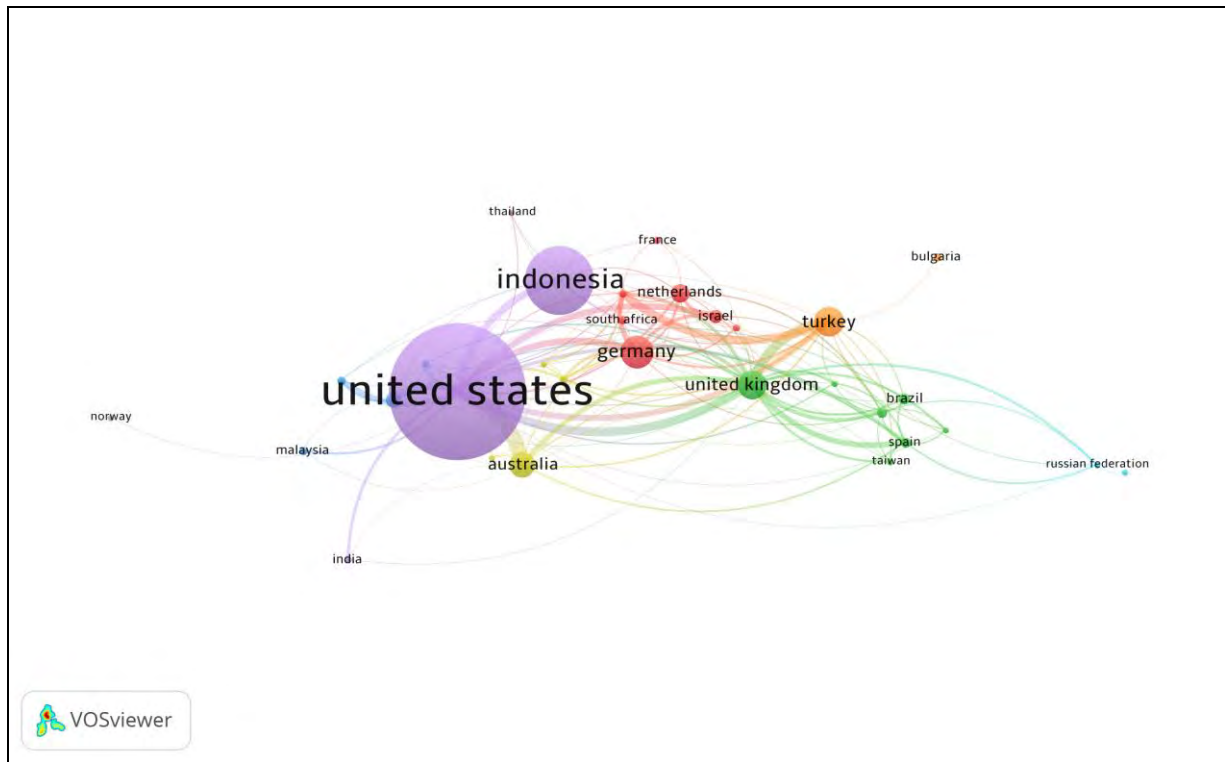 thailand
france
bulgaria
indonesia
netherlands
south africa
israel
turkey
germany
united states
united kingdom
brazil
norway
malaysia
spain
australia
taiwan
russian federation
india
VOSviewer